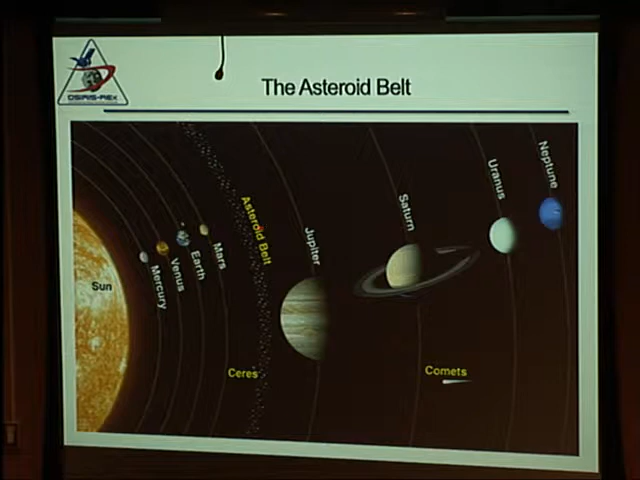 OSIRIS-REx
The Asteroid Belt
Sun
Mercury
Venus
Earth
Mars
Asteroid Belt
Ceres
Jupiter
Saturn
Comets
Uranus
Neptune